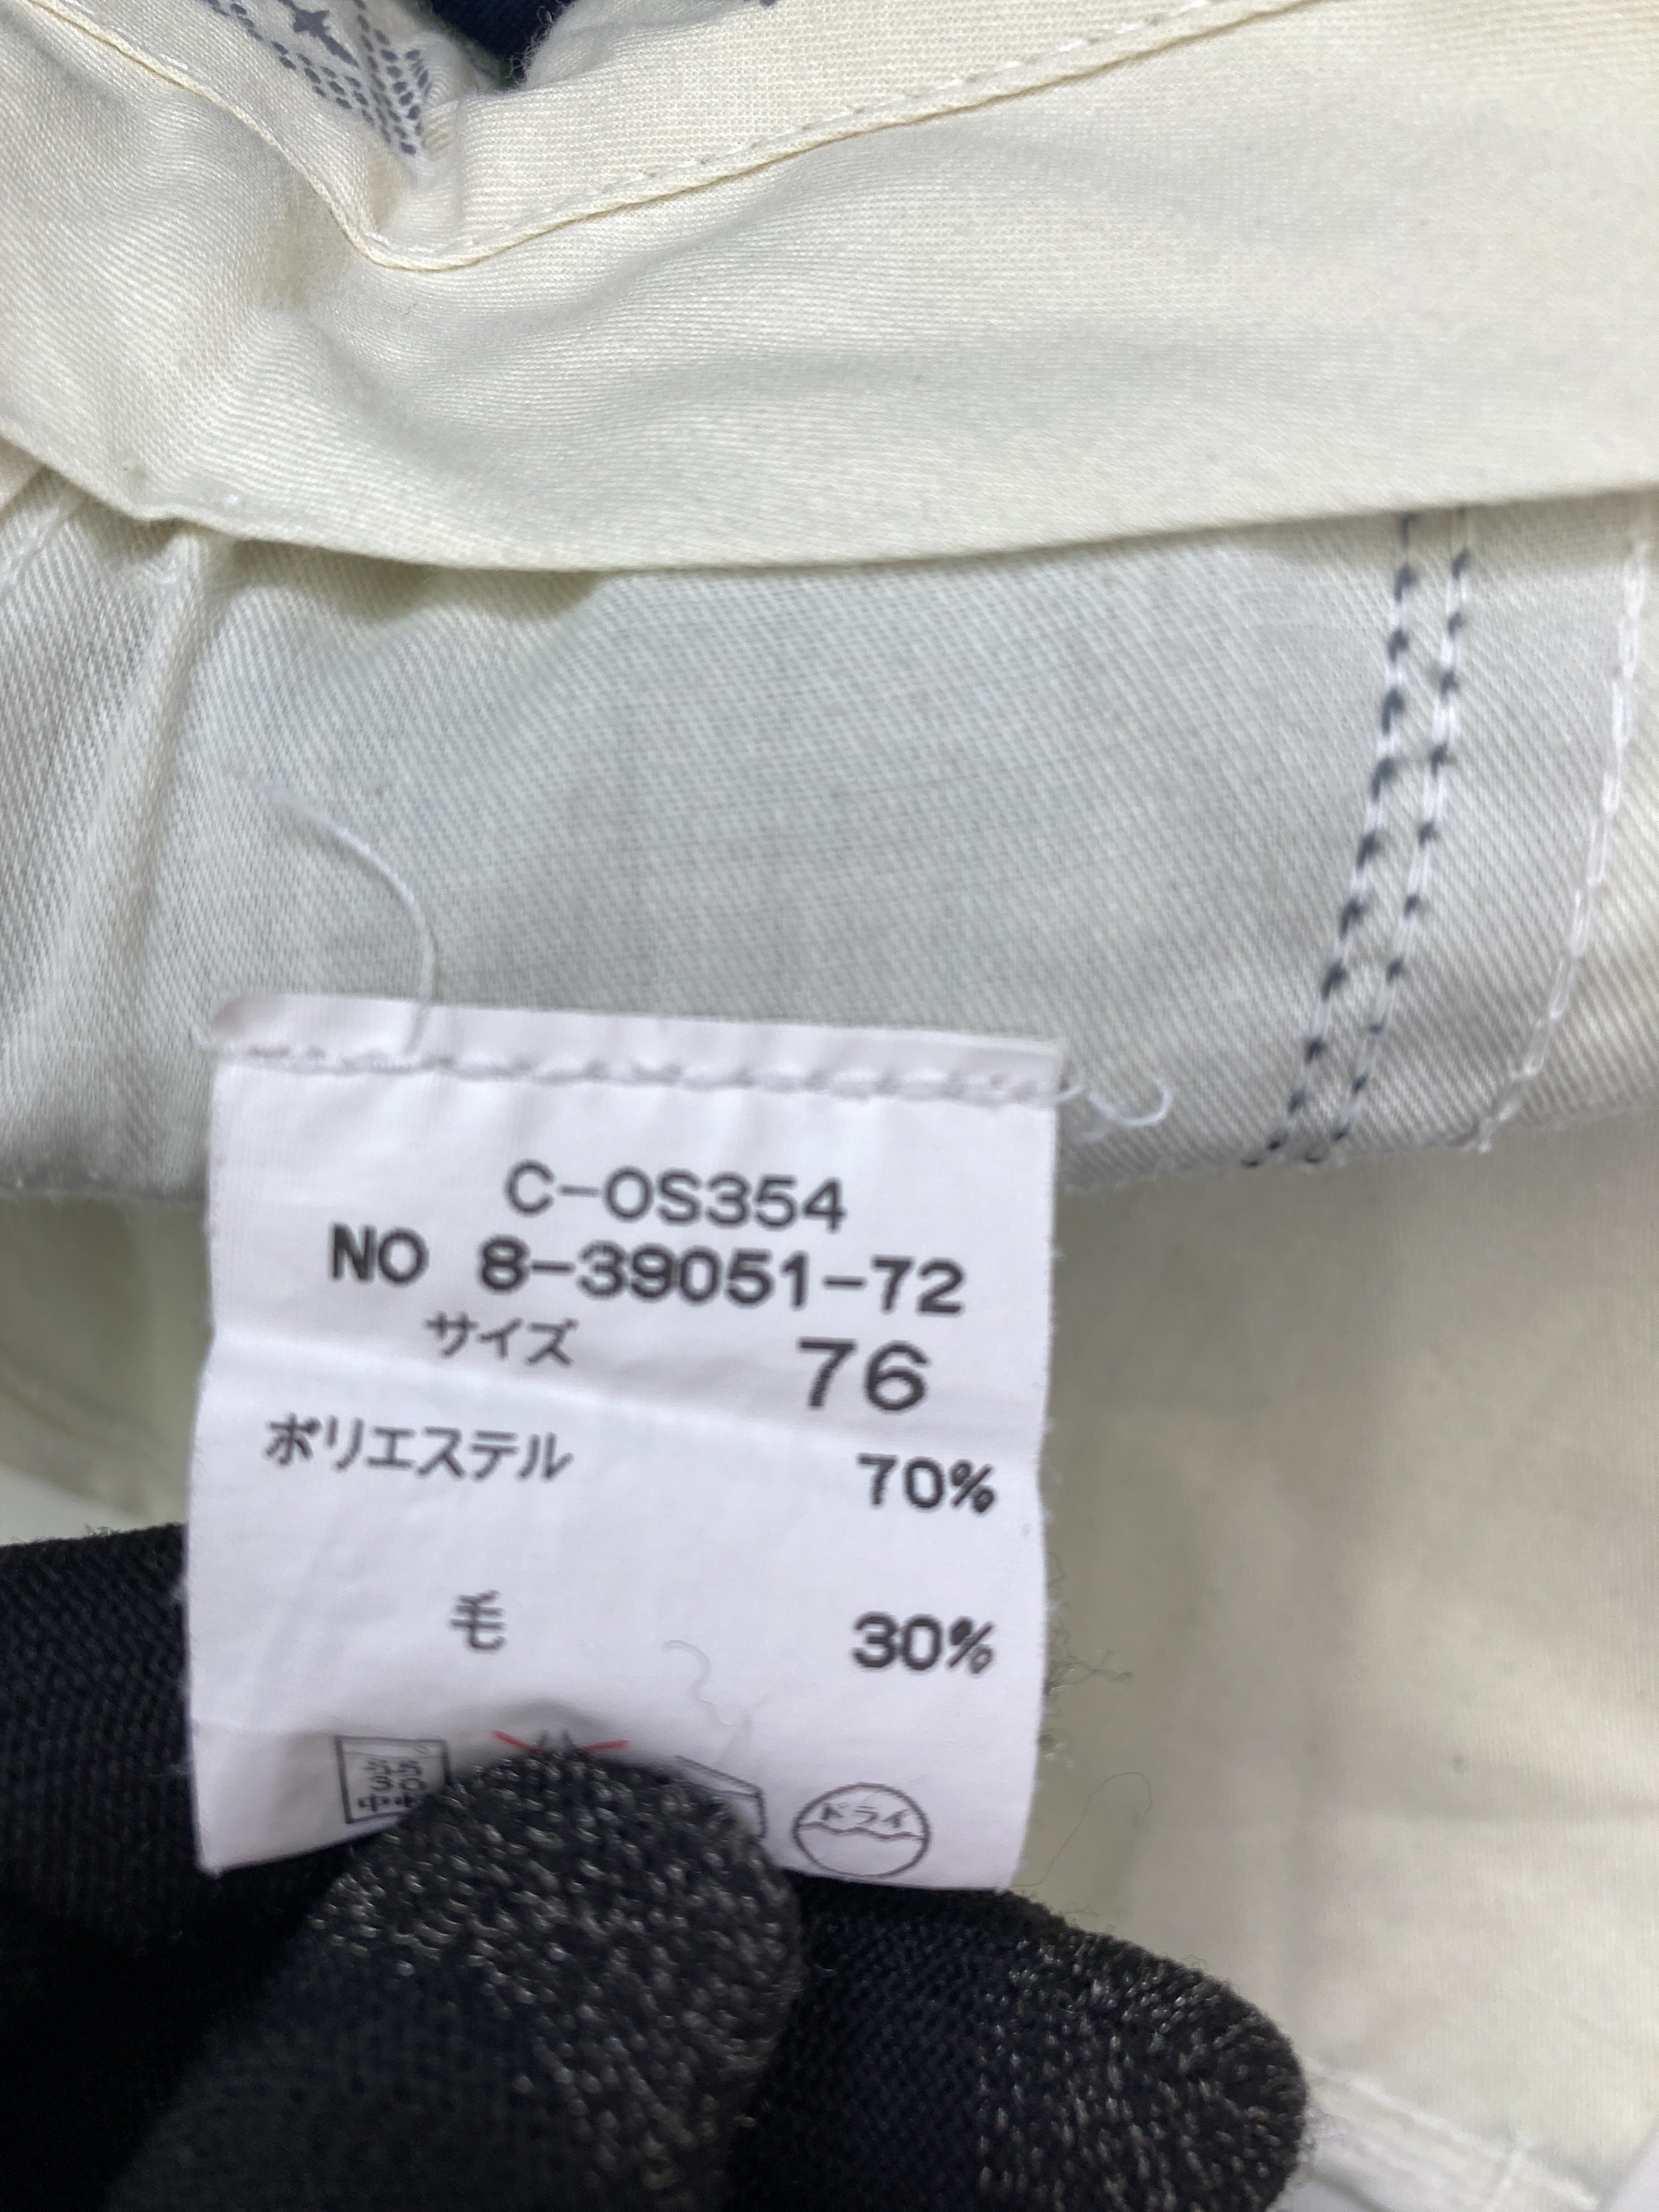 C-OS354
NO 8-39051-72
サイズ 76
ポリエステル 70%
毛 30%
ドライ